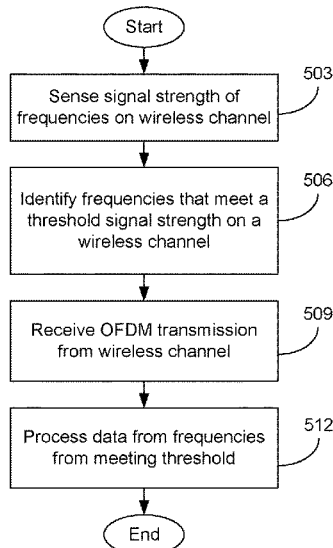 Start
503
Sense signal strength of
frequencies on wireless channel
506
Identify frequencies that meet a
threshold signal strength on a
wireless channel
509
Receive OFDM transmission
from wireless channel
512
Process data from frequencies
from meeting threshold
End